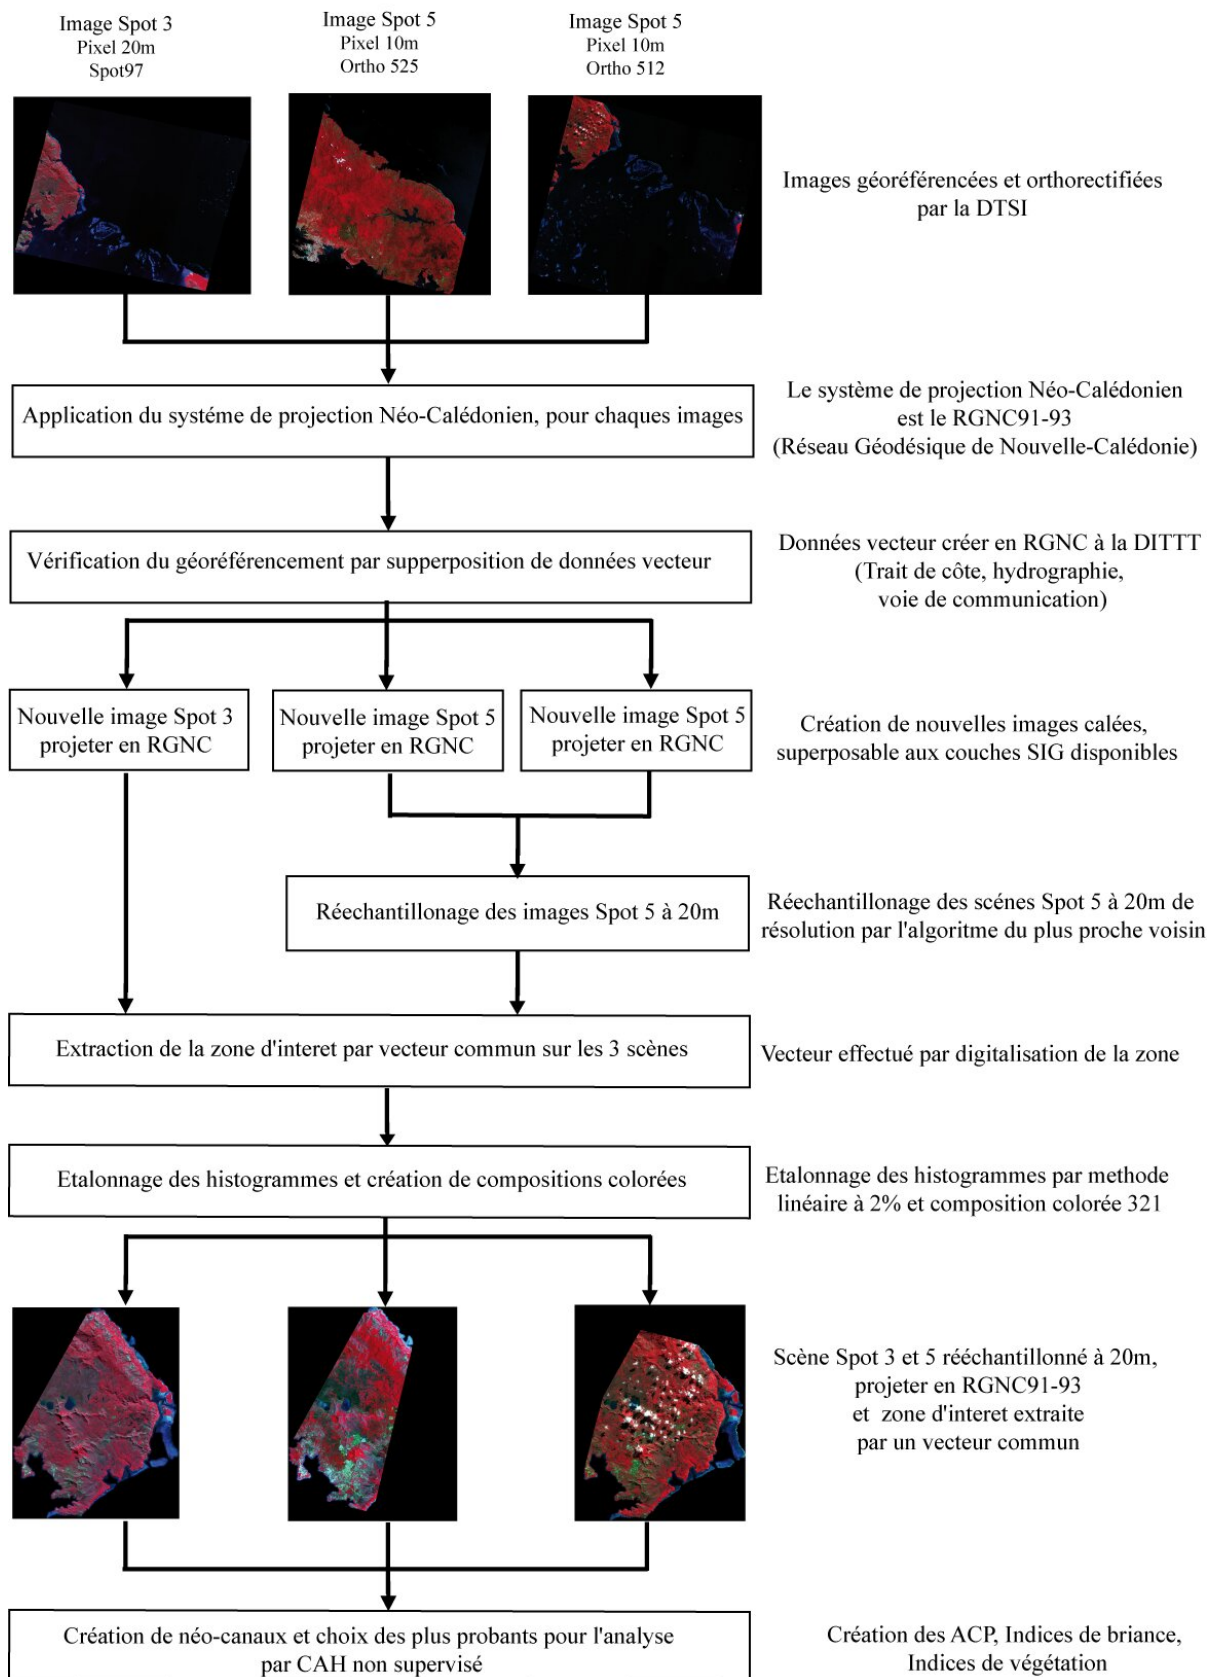 Image Spot 3
Pixel 20m
Spot97
Image Spot 5
Pixel 10m
Ortho 525
Image Spot 5
Pixel 10m
Ortho 512
Images géoréférencées et orthorectifiées
par la DTSI
Application du systéme de projection Néo-Calédonien, pour chaques images
Le système de projection Néo-Calédonien
est le RGNC91-93
(Réseau Géodésique de Nouvelle-Calédonie)
Vérification du géoréférencement par supperposition de données vecteur
Données vecteur créer en RGNC à la DITTT
(Trait de côte, hydrographie,
voie de communication)
Nouvelle image Spot 3
projeter en RGNC
Nouvelle image Spot 5
projeter en RGNC
Nouvelle image Spot 5
projeter en RGNC
Création de nouvelles images calées,
superposable aux couches SIG disponibles
Réechantillonage des images Spot 5 à 20m
Réechantillonage des scénes Spot 5 à 20m de
résolution par l'algoritme du plus proche voisin
Extraction de la zone d'interet par vecteur commun sur les 3 scènes
Vecteur effectué par digitalisation de la zone
Etalonnage des histogrammes et création de compositions colorées
Etalonnage des histogrammes par methode
linéaire à 2% et composition colorée 321
Scène Spot 3 et 5 rééchantillonné à 20m,
projeter en RGNC91-93
et zone d'interet extraite
par un vecteur commun
Création de néo-canaux et choix des plus probants pour l'analyse
par CAH non supervisé
Création des ACP, Indices de briance,
Indices de végétation